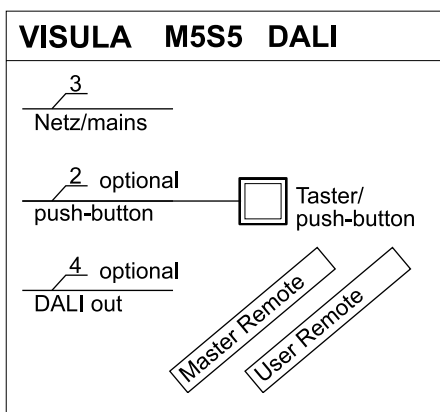 VISULA M5S5 DALI
3
Netz/mains
2 optional
push-button
Taster/
push-button
4 optional
DALI out
Master Remote
User Remote